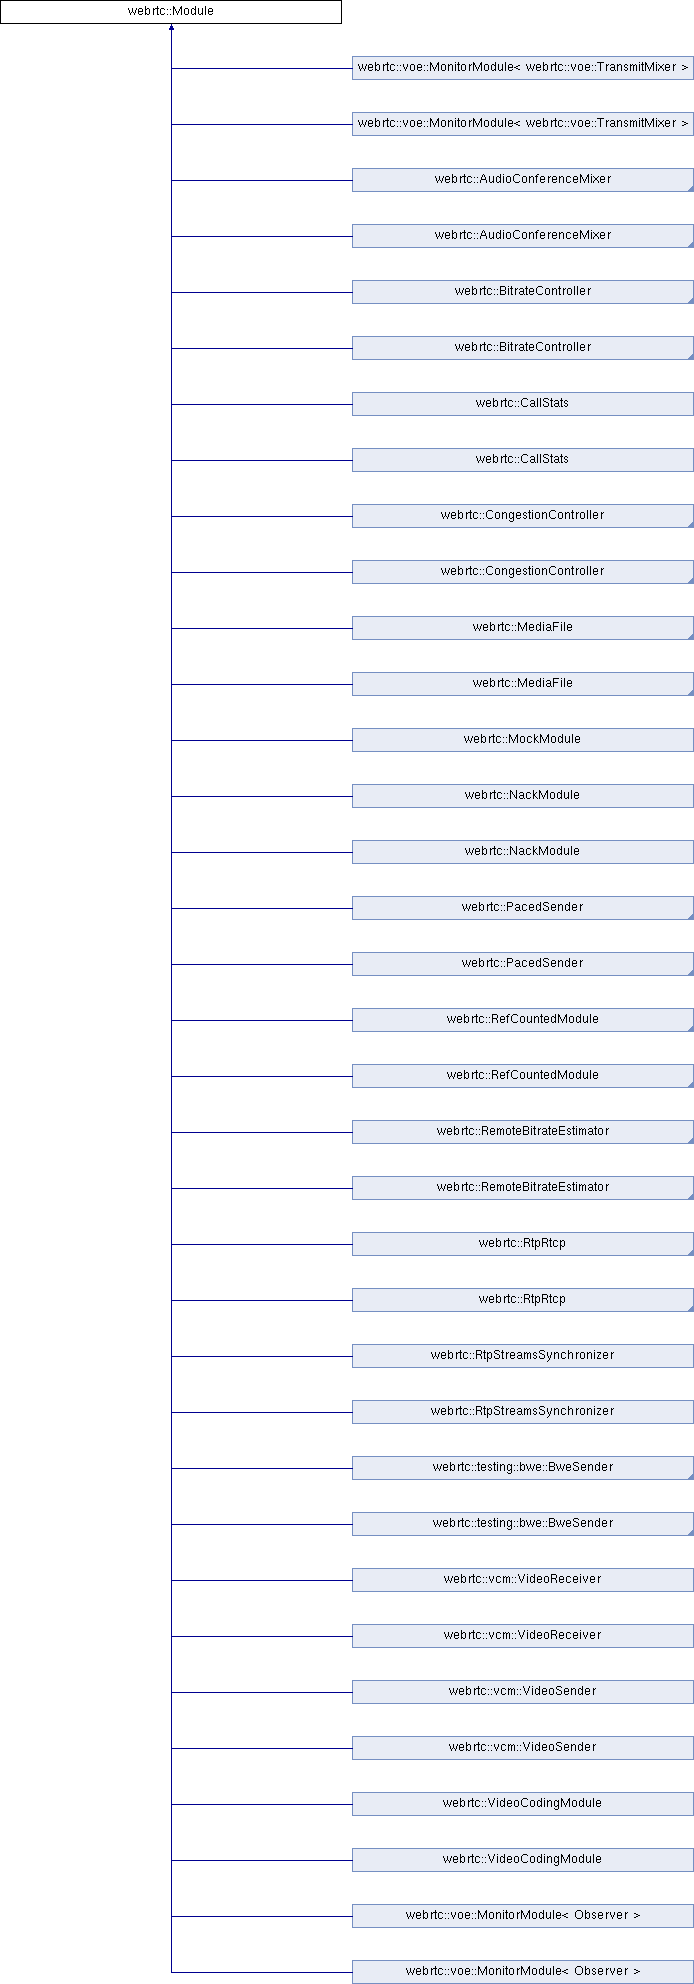 webrtc::Module
webrtc::voe::MonitorModule< webrtc::voe::TransmitMixer >
webrtc::voe::MonitorModule< webrtc::voe::TransmitMixer >
webrtc::AudioConferenceMixer
webrtc::AudioConferenceMixer
webrtc::BitrateController
webrtc::BitrateController
webrtc::CallStats
webrtc::CallStats
webrtc::CongestionController
webrtc::CongestionController
webrtc::MediaFile
webrtc::MediaFile
webrtc::MockModule
webrtc::NackModule
webrtc::NackModule
webrtc::PacedSender
webrtc::PacedSender
webrtc::RefCountedModule
webrtc::RefCountedModule
webrtc::RemoteBitrateEstimator
webrtc::RemoteBitrateEstimator
webrtc::RtpRtcp
webrtc::RtpRtcp
webrtc::RtpStreamsSynchronizer
webrtc::RtpStreamsSynchronizer
webrtc::testing::bwe::BweSender
webrtc::testing::bwe::BweSender
webrtc::vcm::VideoReceiver
webrtc::vcm::VideoReceiver
webrtc::vcm::VideoSender
webrtc::vcm::VideoSender
webrtc::VideoCodingModule
webrtc::VideoCodingModule
webrtc::voe::MonitorModule< Observer >
webrtc::voe::MonitorModule< Observer >